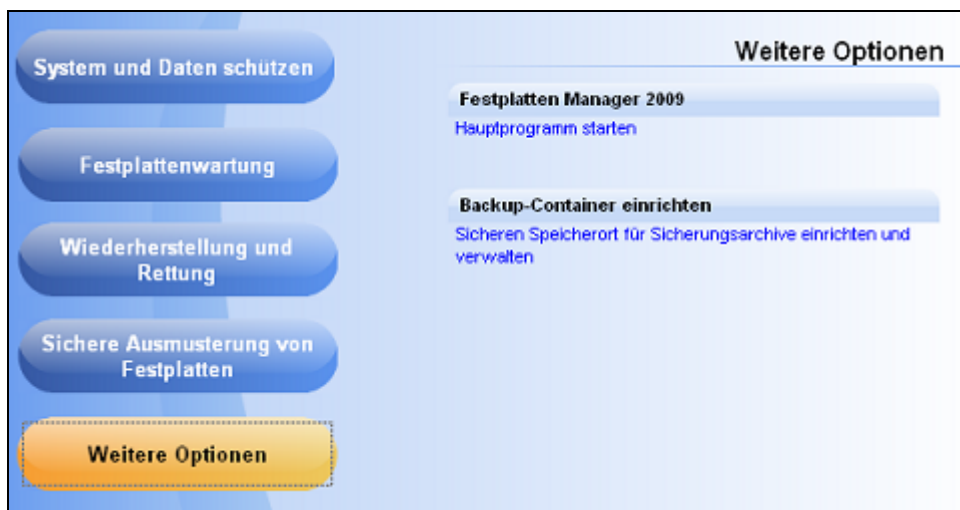 System und Daten schützen
Festplattenwartung
Wiederherstellung und
Rettung
Sichere Ausmusterung von
Festplatten
Weitere Optionen
Weitere Optionen
Festplatten Manager 2009
Hauptprogramm starten
Backup-Container einrichten
Sicheren Speicherort für Sicherungsarchive einrichten und
verwalten